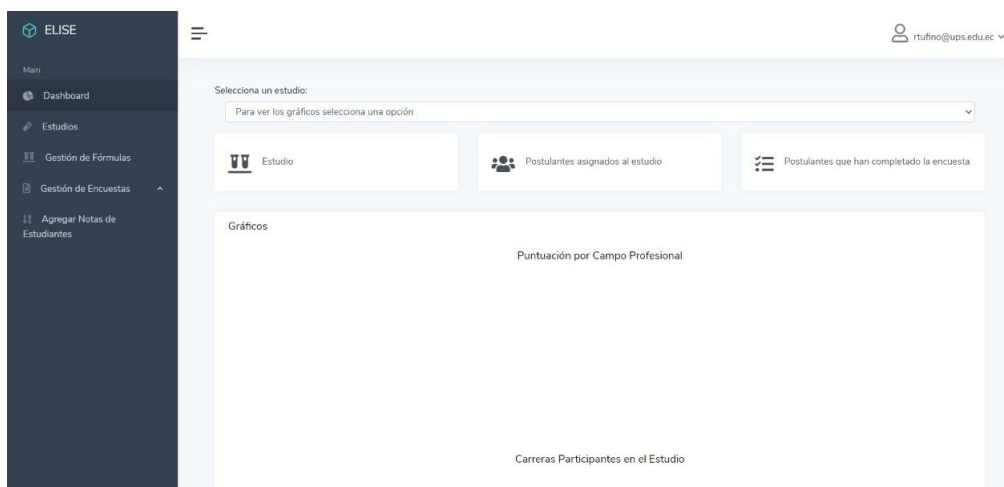 ELISE
rtufino@ups.edu.ec
Main
Dashboard
Estudios
Gestión de Fórmulas
Gestión de Encuestas
Agregar Notas de
Estudiantes
Selecciona un estudio:
Para ver los gráficos selecciona una opción
Estudio
Postulantes asignados al estudio
Postulantes que han completado la encuesta
Gráficos
Puntuación por Campo Profesional
Carreras Participantes en el Estudio